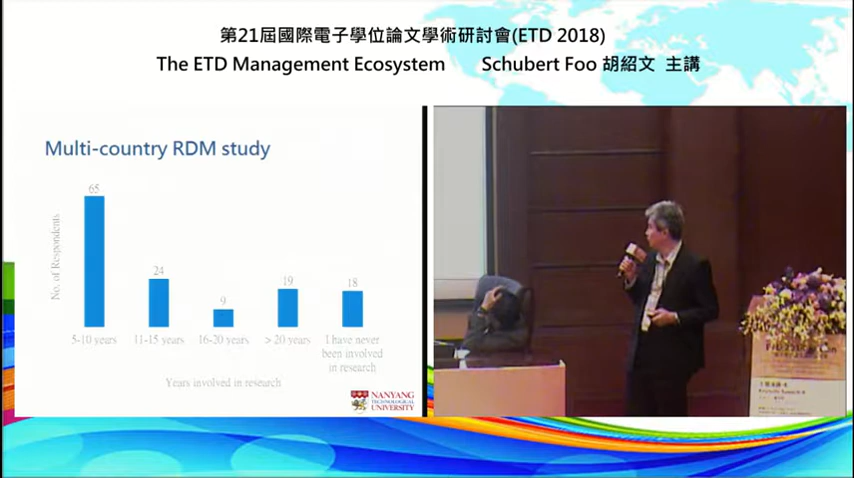 第21屆國際電子學位論文學術研討會(ETD 2018)
The ETD Management Ecosystem Schubert Foo 胡紹文 主講
Multi-country RDM study
No. of Respondents
65
24
9
19
18
5-10 years
11-15 years
16-20 years
> 20 years
I have never
been involved
in research
Years involved in research
NANYANG
TECHNOLOGICAL
UNIVERSITY